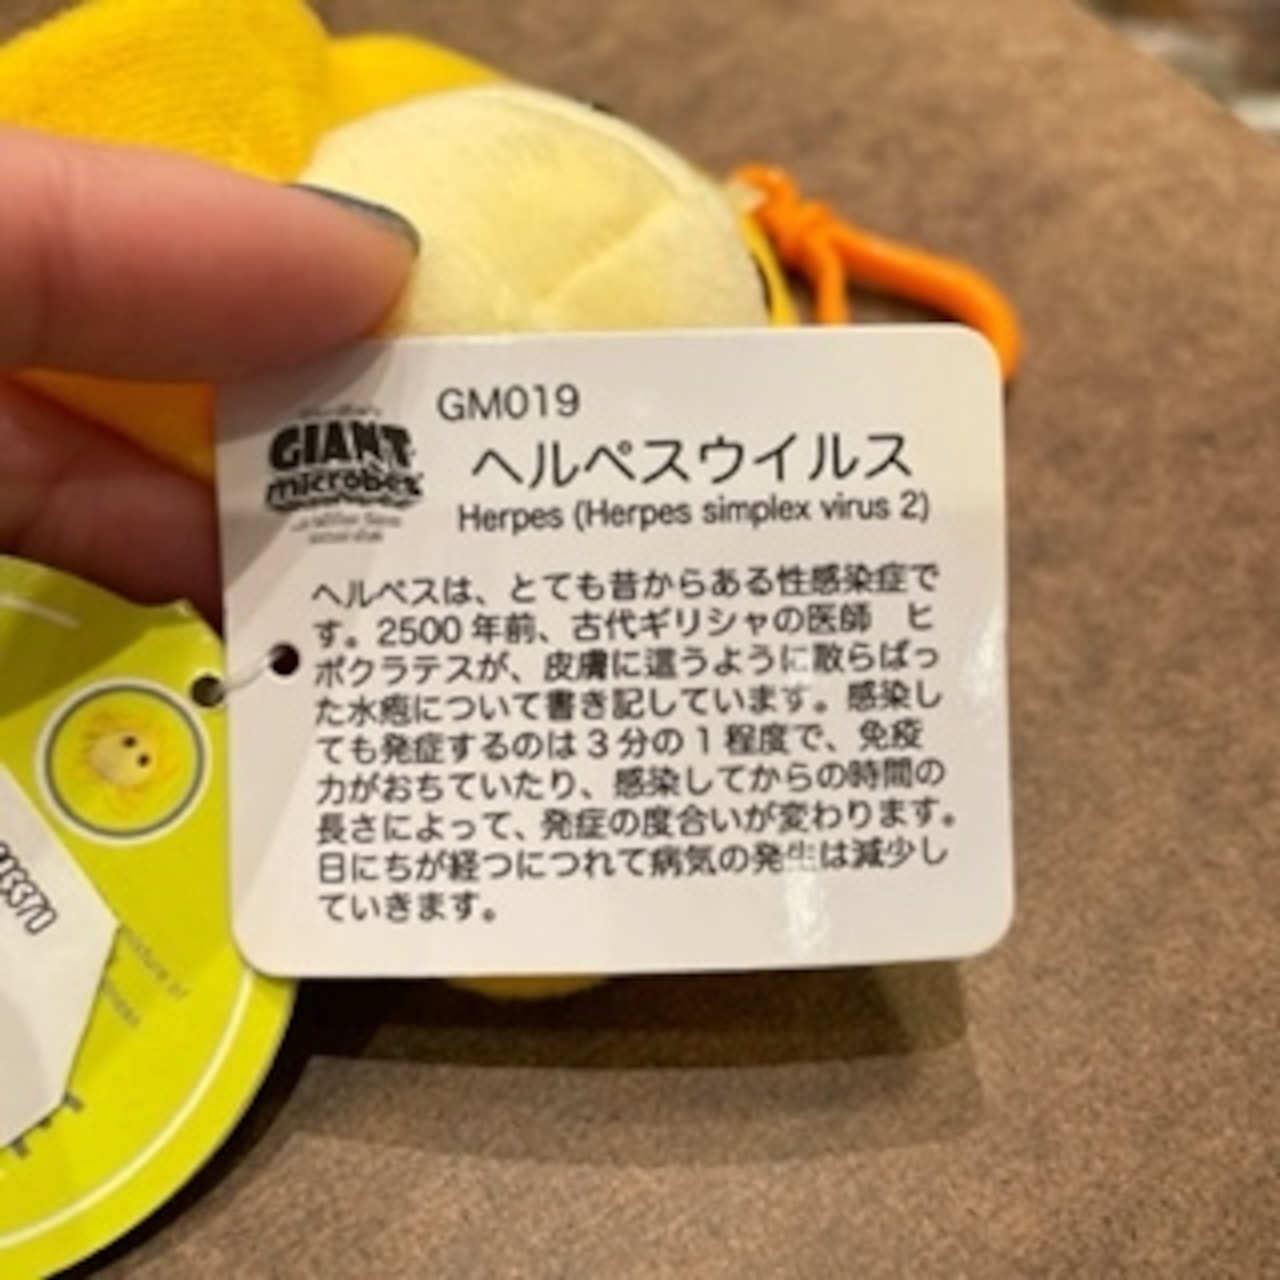 GM019
GIANT
microbes
ヘルペスウイルス
Herpes (Herpes simplex virus 2)
ヘルペスは、とても昔からある性感染症で
す。2500 年前、古代ギリシャの医師　ヒ
ポクラテスが、皮膚に這うように散らばっ
た水疱について書き記しています。感染し
ても発症するのは 3 分の 1 程度で、免疫
力がおちていたり、感染してからの時間の
長さによって、発症の度合いが変わります。
日にちが経つにつれて病気の発生は減少し
ていきます。